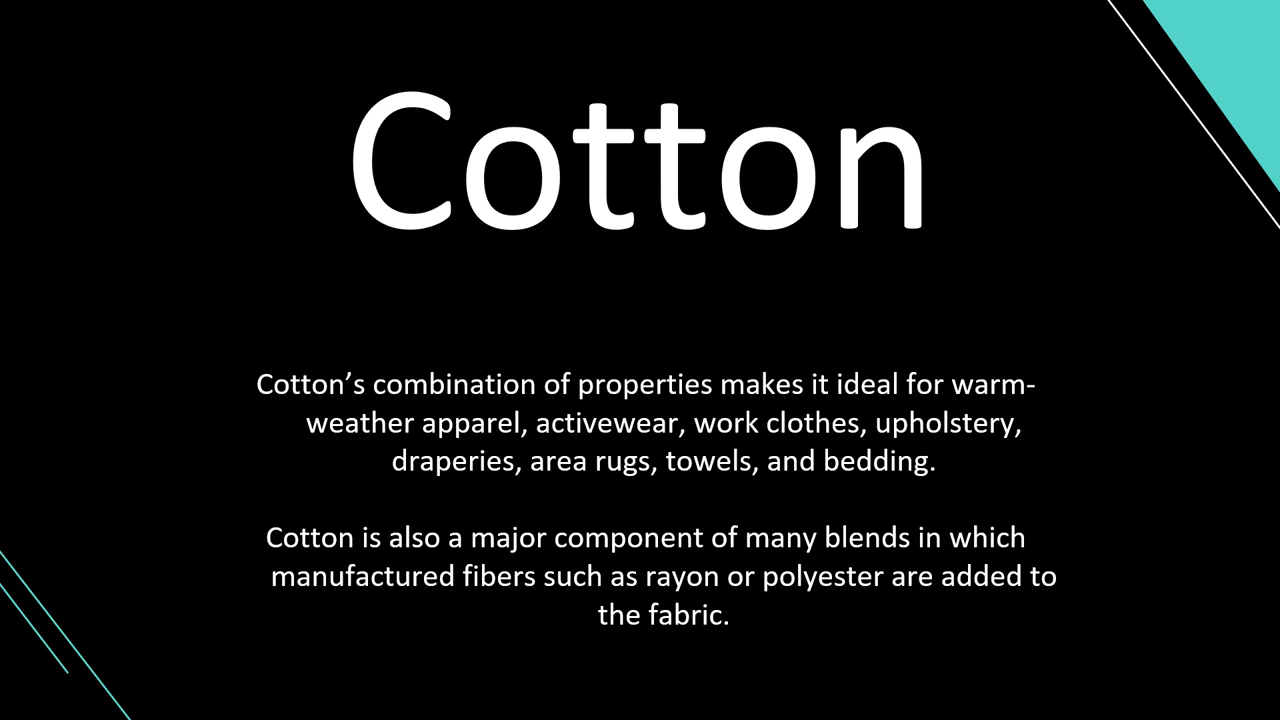 Cotton
Cotton’s combination of properties makes it ideal for warm-
weather apparel, activewear, work clothes, upholstery,
draperies, area rugs, towels, and bedding.
Cotton is also a major component of many blends in which
manufactured fibers such as rayon or polyester are added to
the fabric.